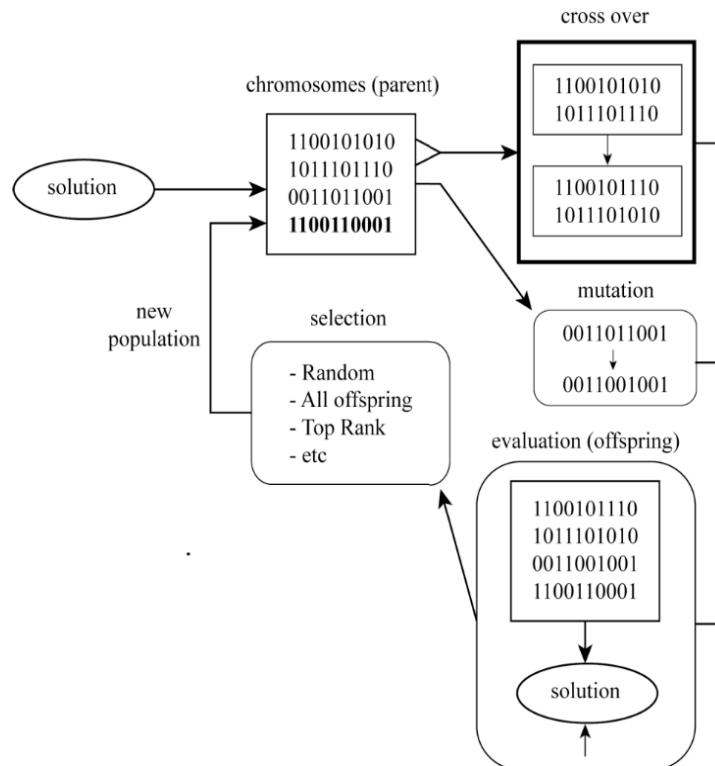 cross over
1100101010
1011101110
1100101110
1011101010
chromosomes (parent)
1100101010
1011101110
0011011001
1100110001
solution
new
population
selection
- Random
- All offspring
- Top Rank
- etc
mutation
0011011001
0011001001
evaluation (offspring)
1100101110
1011101010
0011001001
1100110001
solution